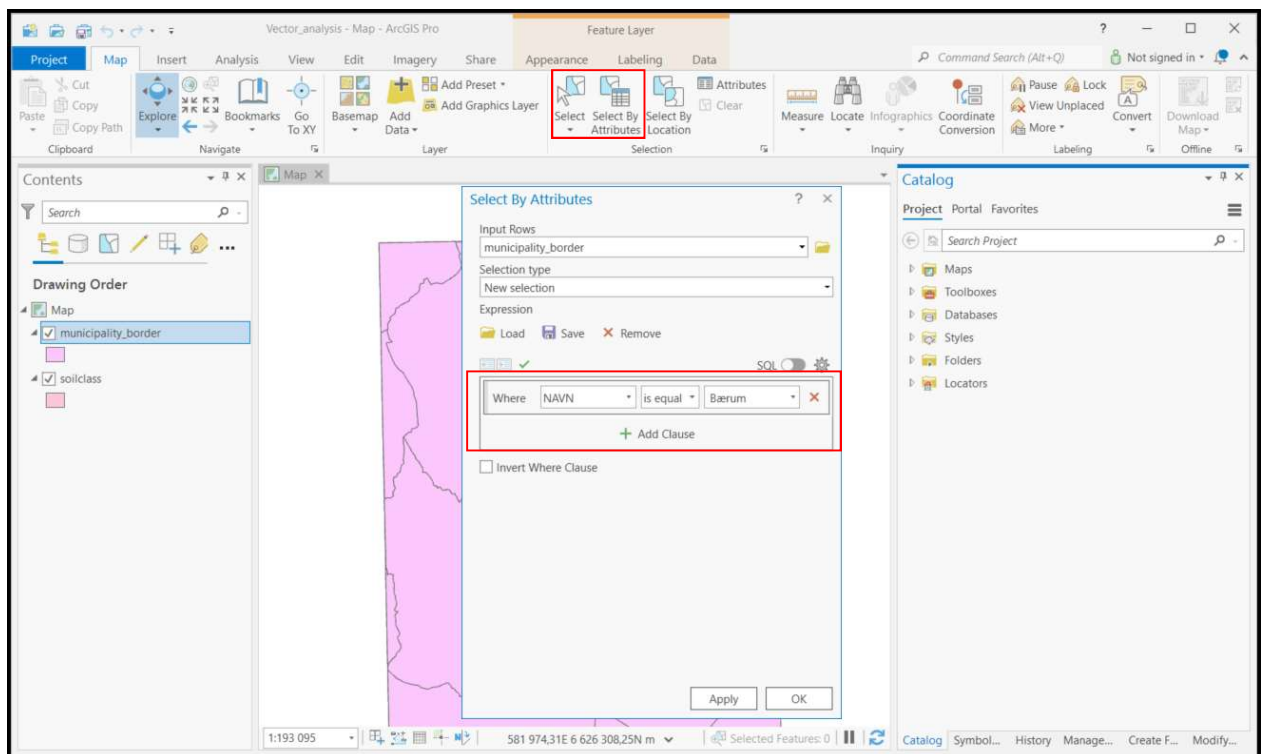 Vector_analysis - Map - ArcGIS Pro
Feature Layer
?
Project Map Insert Analysis View Edit Imagery Share Appearance Labeling Data
Command Search (Alt+Q)
Not signed in
Paste
Cut
Copy
Copy Path
Clipboard
Explore
Bookmarks
Go To XY
Navigate
Basemap
Add Data
Add Preset
Add Graphics Layer
Layer
Select
Select By Attributes
Select By Location
Attributes
Clear
Selection
Measure
Locate
Infographics
Coordinate Conversion
Inquiry
Pause
Lock
View Unplaced
More
Convert
Labeling
Download Map
Offline
Contents
Search
Drawing Order
Map
municipality_border
soilclass
Map
Select By Attributes
?
Input Rows
municipality_border
Selection type
New selection
Expression
Load Save Remove
SQL
Where NAVN is equal Bærum
Add Clause
Invert Where Clause
Apply OK
1:193 095
581 974,31E 6 626 308,25N m
Selected Features: 0
Catalog
Project Portal Favorites
Search Project
Maps
Toolboxes
Databases
Styles
Folders
Locators
Catalog Symbol... History Manage... Create F... Modify...